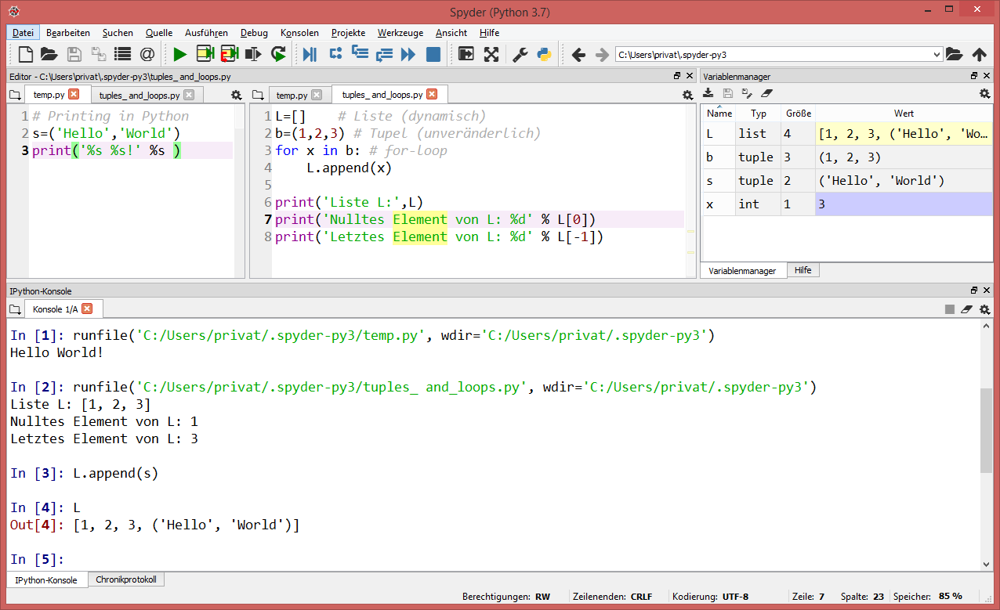 Spyder (Python 3.7)
Datei Bearbeiten Suchen Quelle Ausführen Debug Konsolen Projekte Werkzeuge Ansicht Hilfe
C:\Users\privat\.spyder-py3
Editor - C:\Users\privat\.spyder-py3\tuples_ and_loops.py
temp.py tuples_ and_loops.py
1 # Printing in Python
2 s=('Hello','World')
3 print('%s %s!' %s )
temp.py tuples_ and_loops.py
1 L=[]    # Liste (dynamisch)
2 b=(1,2,3) # Tupel (unveränderlich)
3 for x in b: # for-loop
4     L.append(x)
5
6 print('Liste L:',L)
7 print('Nulltes Element von L: %d' % L[0])
8 print('Letztes Element von L: %d' % L[-1])
Variablenmanager
Name Typ Größe Wert
L list 4 [1, 2, 3, ('Hello', 'Wo...
b tuple 3 (1, 2, 3)
s tuple 2 ('Hello', 'World')
x int 1 3
Variablenmanager Hilfe
IPython-Konsole
Konsole 1/A
In [1]: runfile('C:/Users/privat/.spyder-py3/temp.py', wdir='C:/Users/privat/.spyder-py3')
Hello World!
In [2]: runfile('C:/Users/privat/.spyder-py3/tuples_ and_loops.py', wdir='C:/Users/privat/.spyder-py3')
Liste L: [1, 2, 3]
Nulltes Element von L: 1
Letztes Element von L: 3
In [3]: L.append(s)
In [4]: L
Out[4]: [1, 2, 3, ('Hello', 'World')]
In [5]:
IPython-Konsole Chronikprotokoll
Berechtigungen: RW Zeilenenden: CRLF Kodierung: UTF-8 Zeile: 7 Spalte: 23 Speicher: 85 %